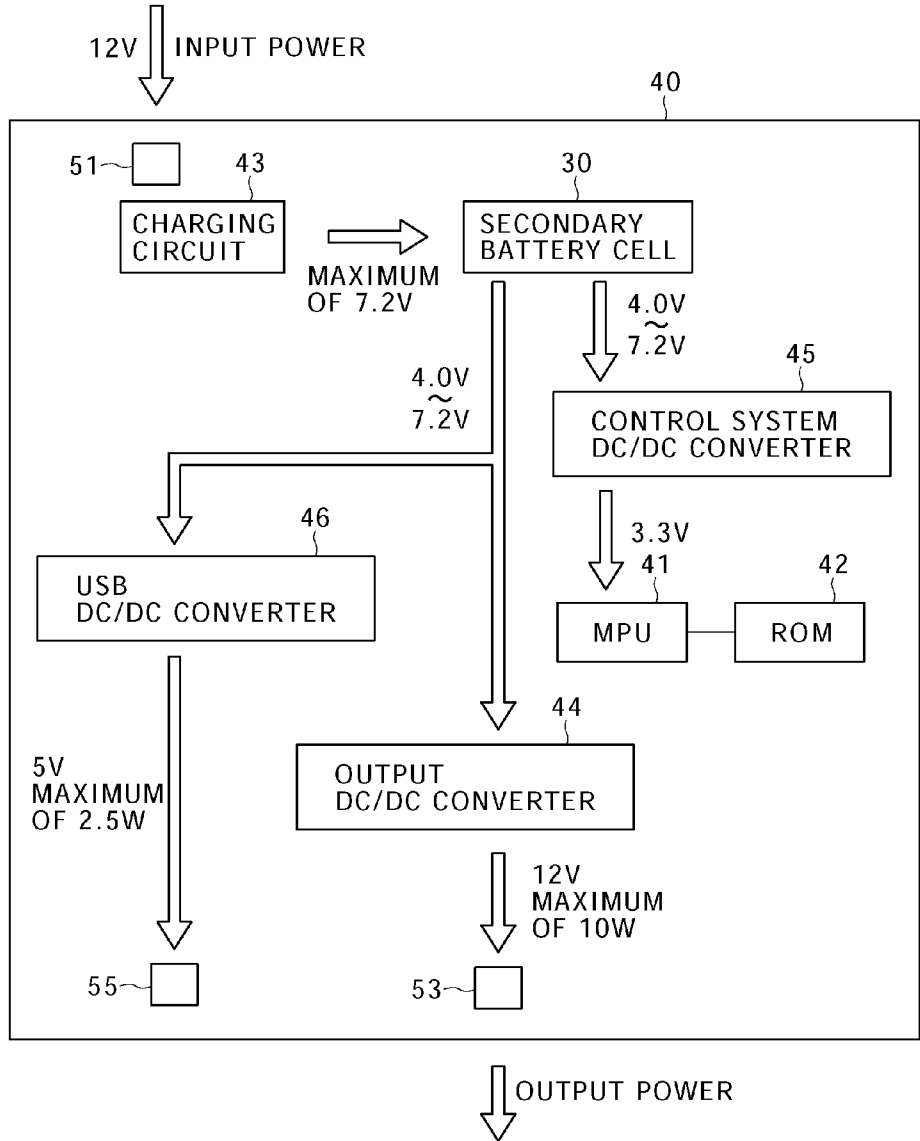 12V INPUT POWER
40
51
43
30
CHARGING
CIRCUIT
SECONDARY
BATTERY CELL
MAXIMUM
OF 7.2V
4.0V
~
7.2V
4.0V
~
7.2V
45
CONTROL SYSTEM
DC/DC CONVERTER
46
3.3V
41
42
USB
DC/DC CONVERTER
MPU
ROM
44
5V
MAXIMUM
OF 2.5W
OUTPUT
DC/DC CONVERTER
12V
MAXIMUM
OF 10W
55
53
OUTPUT POWER